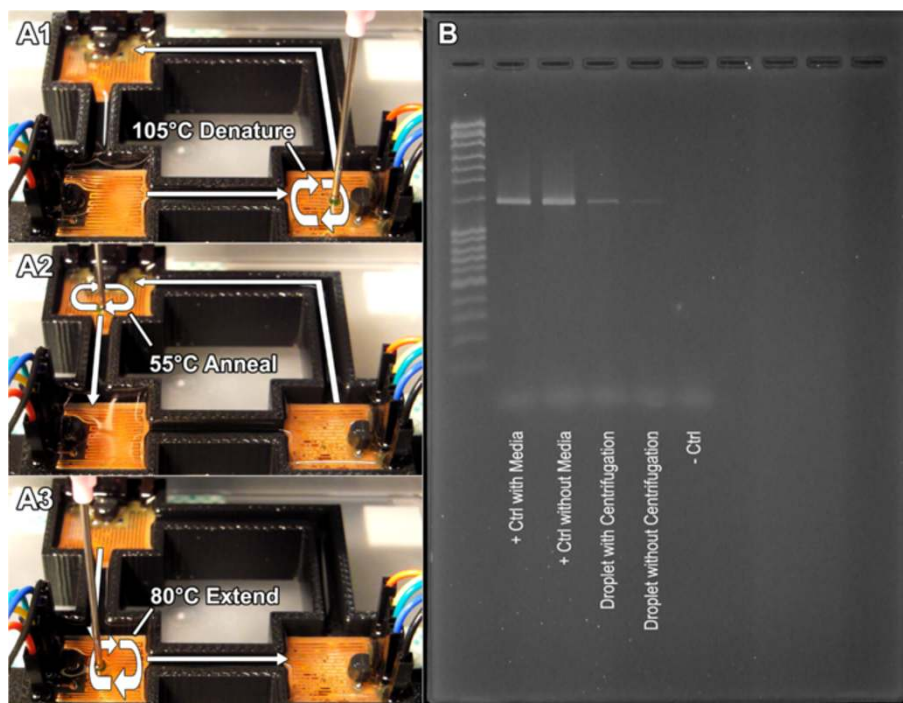 A1
105°C Denature
A2
55°C Anneal
A3
80°C Extend
B
+ Ctrl with Media
+ Ctrl without Media
Droplet with Centrifugation
Droplet without Centrifugation
- Ctrl